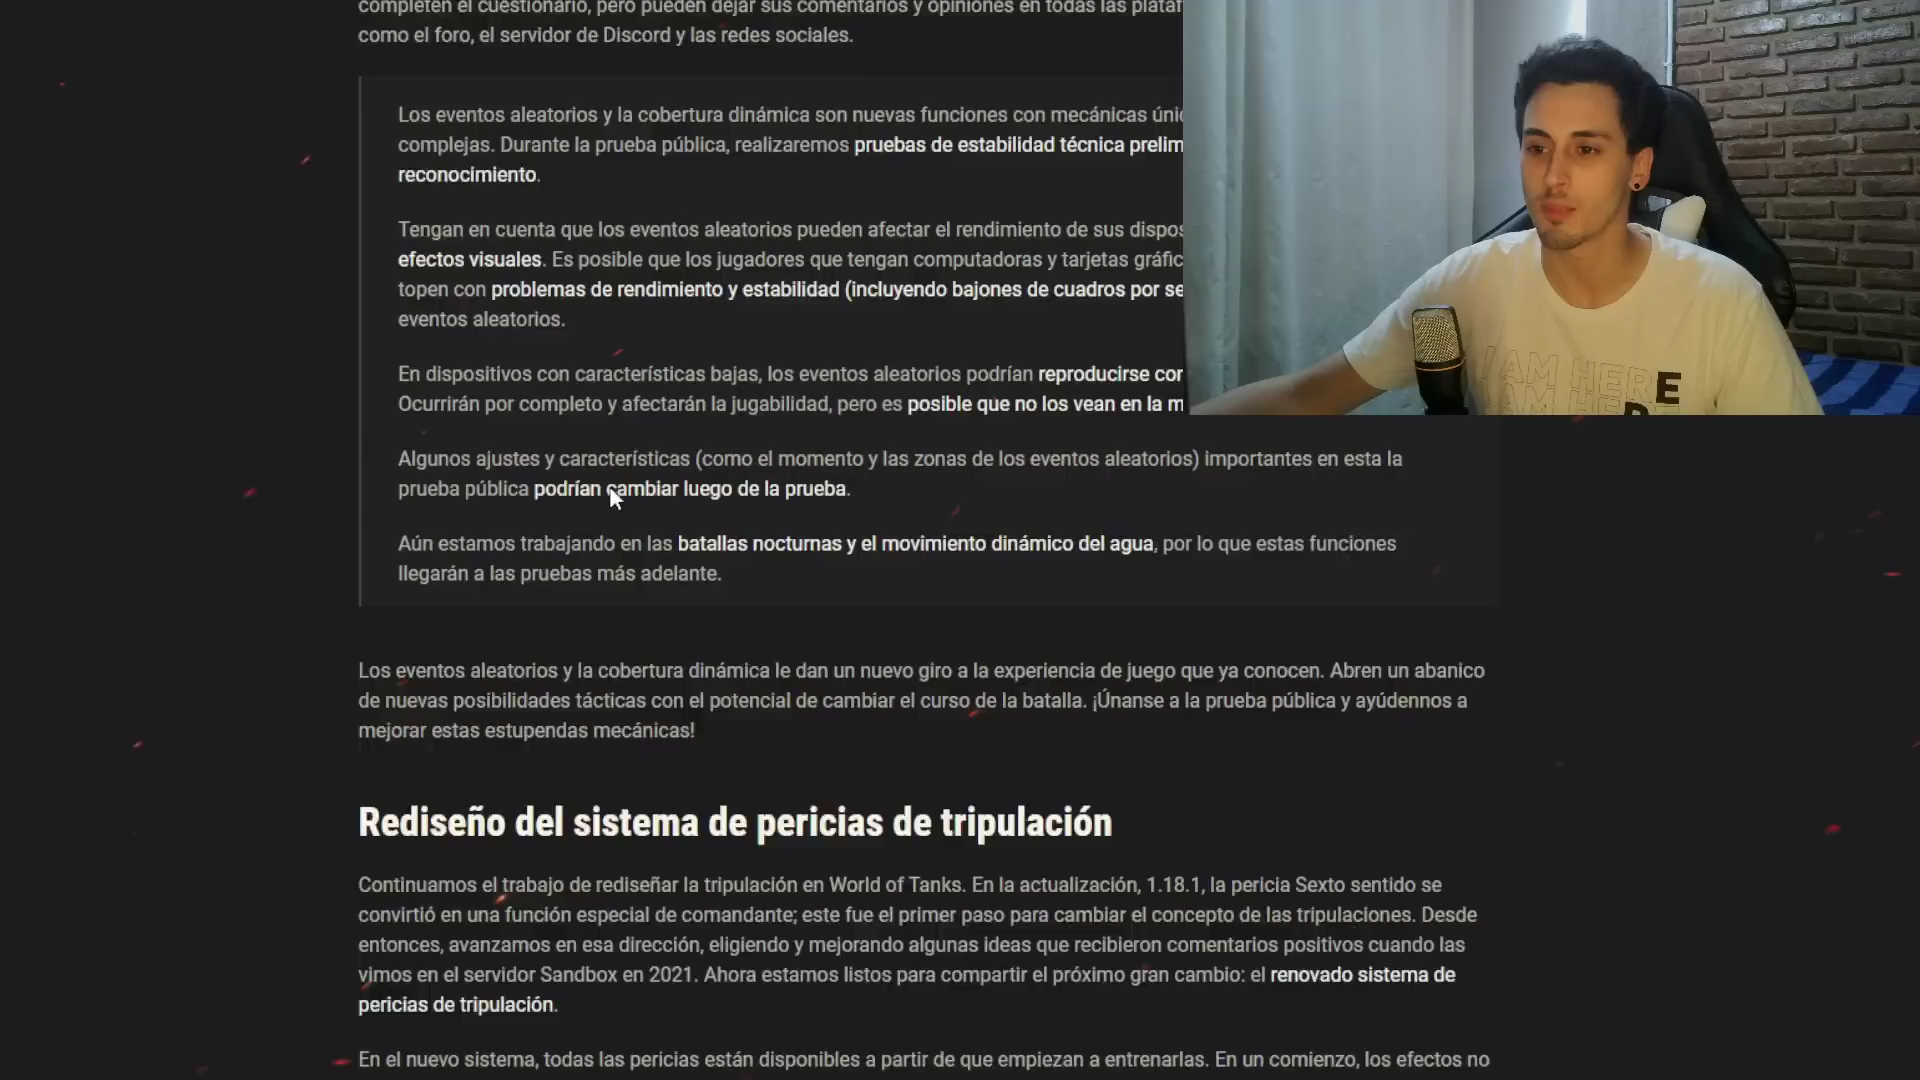 completen el cuestionario, pero pueden dejar sus comentarios y opiniones en todas las
como el foro, el servidor de Discord y las redes sociales.
Los eventos aleatorios y la cobertura dinámica son nuevas funciones con mecánicas
complejas. Durante la prueba pública, realizaremos pruebas de estabilidad técnica
reconocimiento.
Tengan en cuenta que los eventos aleatorios pueden afectar el rendimiento de sus
efectos visuales. Es posible que los jugadores que tengan computadoras y tarjetas
topen con problemas de rendimiento y estabilidad (incluyendo bajones de cuadros por
eventos aleatorios.
En dispositivos con características bajas, los eventos aleatorios podrían reproducirse
Ocurrirán por completo y afectarán la jugabilidad, pero es posible que no los vean en la
Algunos ajustes y características (como el momento y las zonas de los eventos aleatorios) importantes en esta la
prueba pública podrían cambiar luego de la prueba.
Aún estamos trabajando en las batallas nocturnas y el movimiento dinámico del agua, por lo que estas funciones
llegarán a las pruebas más adelante.
Los eventos aleatorios y la cobertura dinámica le dan un nuevo giro a la experiencia de juego que ya conocen. Abren un abanico
de nuevas posibilidades tácticas con el potencial de cambiar el curso de la batalla. ¡Únanse a la prueba pública y ayúdennos a
mejorar estas estupendas mecánicas!
Rediseño del sistema de pericias de tripulación
Continuamos el trabajo de rediseñar la tripulación en World of Tanks. En la actualización, 1.18.1, la pericia Sexto sentido se
convirtió en una función especial de comandante; este fue el primer paso para cambiar el concepto de las tripulaciones. Desde
entonces, avanzamos en esa dirección, eligiendo y mejorando algunas ideas que recibieron comentarios positivos cuando las
vimos en el servidor Sandbox en 2021. Ahora estamos listos para compartir el próximo gran cambio: el renovado sistema de
pericias de tripulación.
En el nuevo sistema, todas las pericias están disponibles a partir de que empiezan a entrenarlas. En un comienzo, los efectos no
I AM HERE
I AM HERE